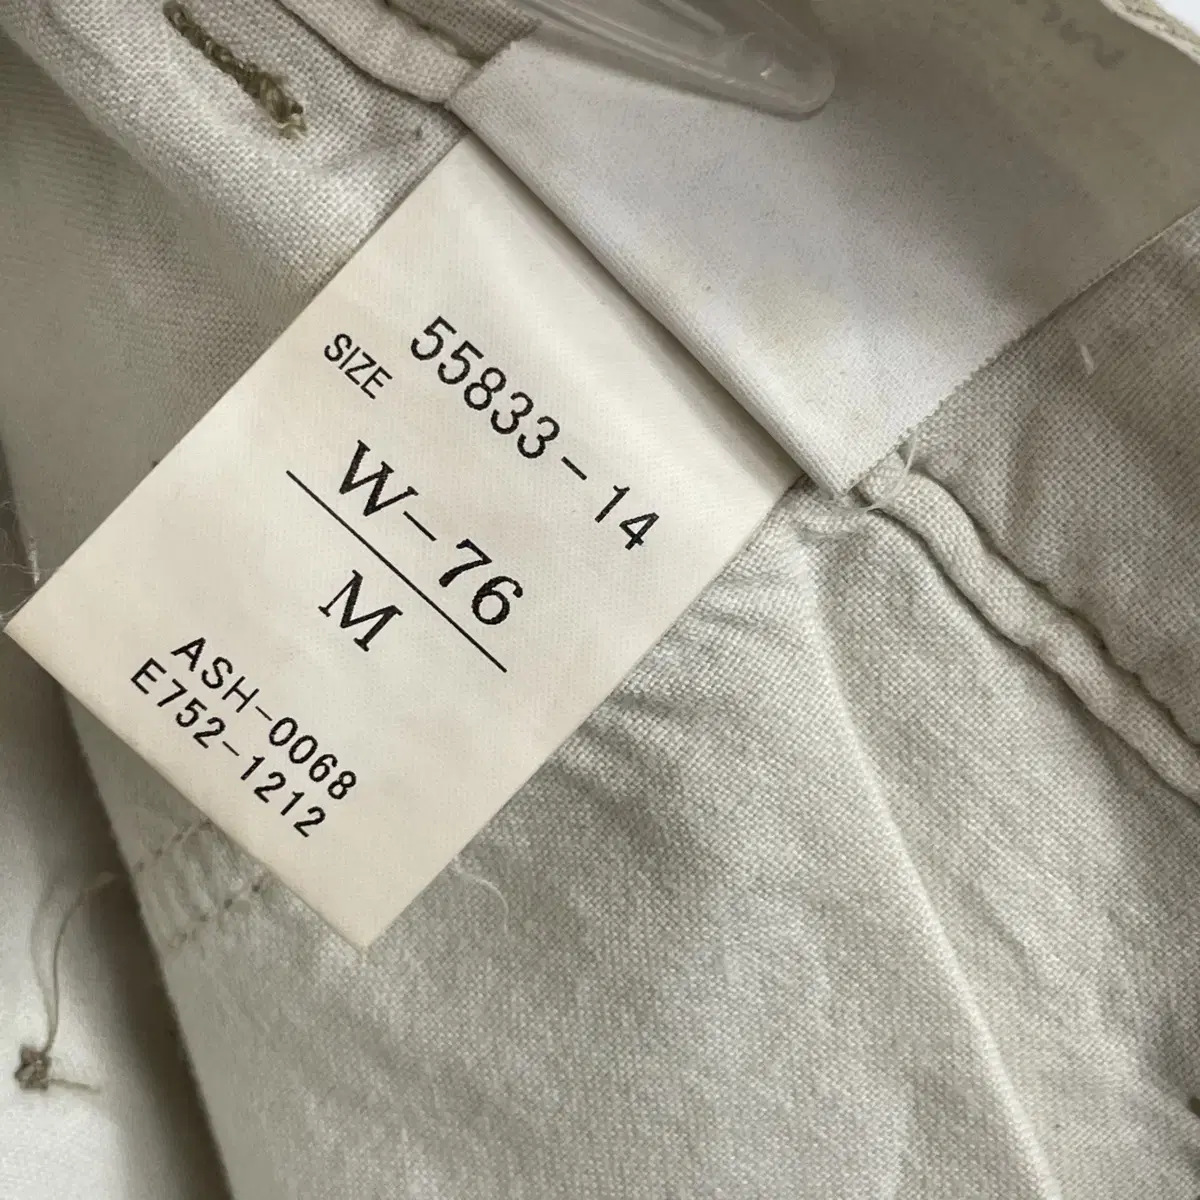 55833-14
SIZE
W-76
M
ASH-0068
E752-1212